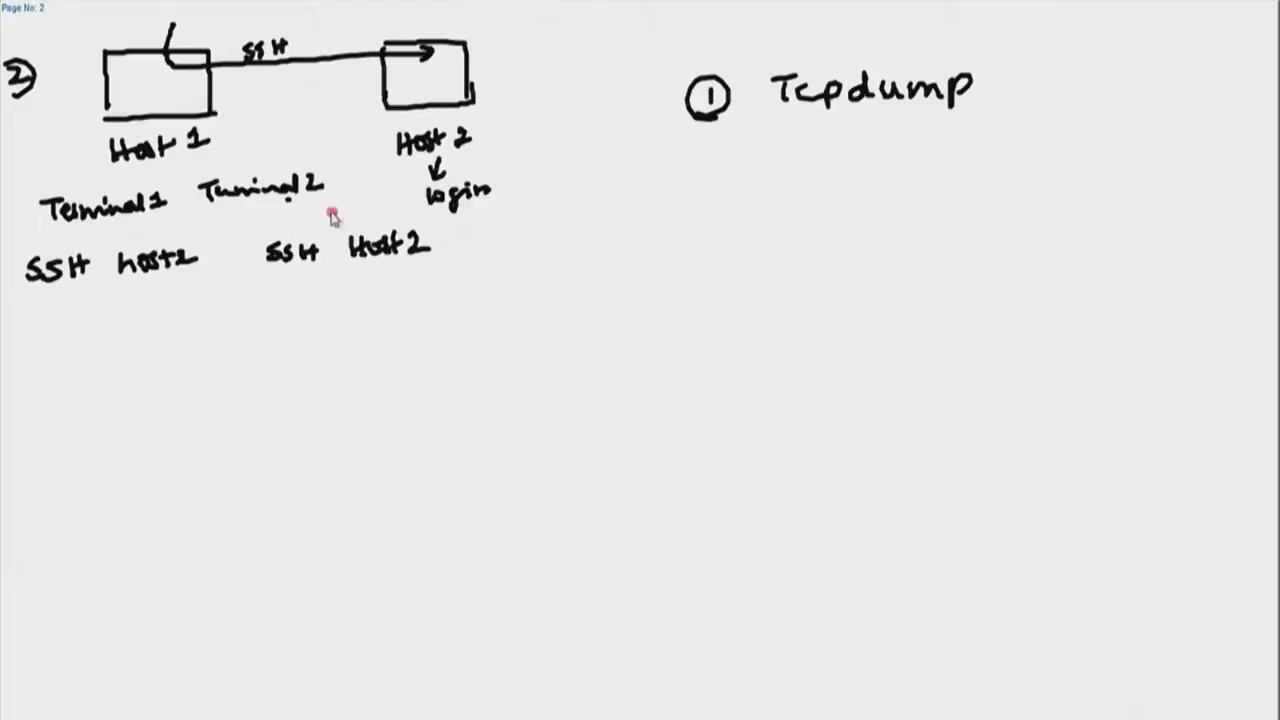 Page No: 2
2
SSH
Host 1
Host 2
login
Terminal 1 Terminal 2
SSH host2 SSH Host 2
1 Tcpdump